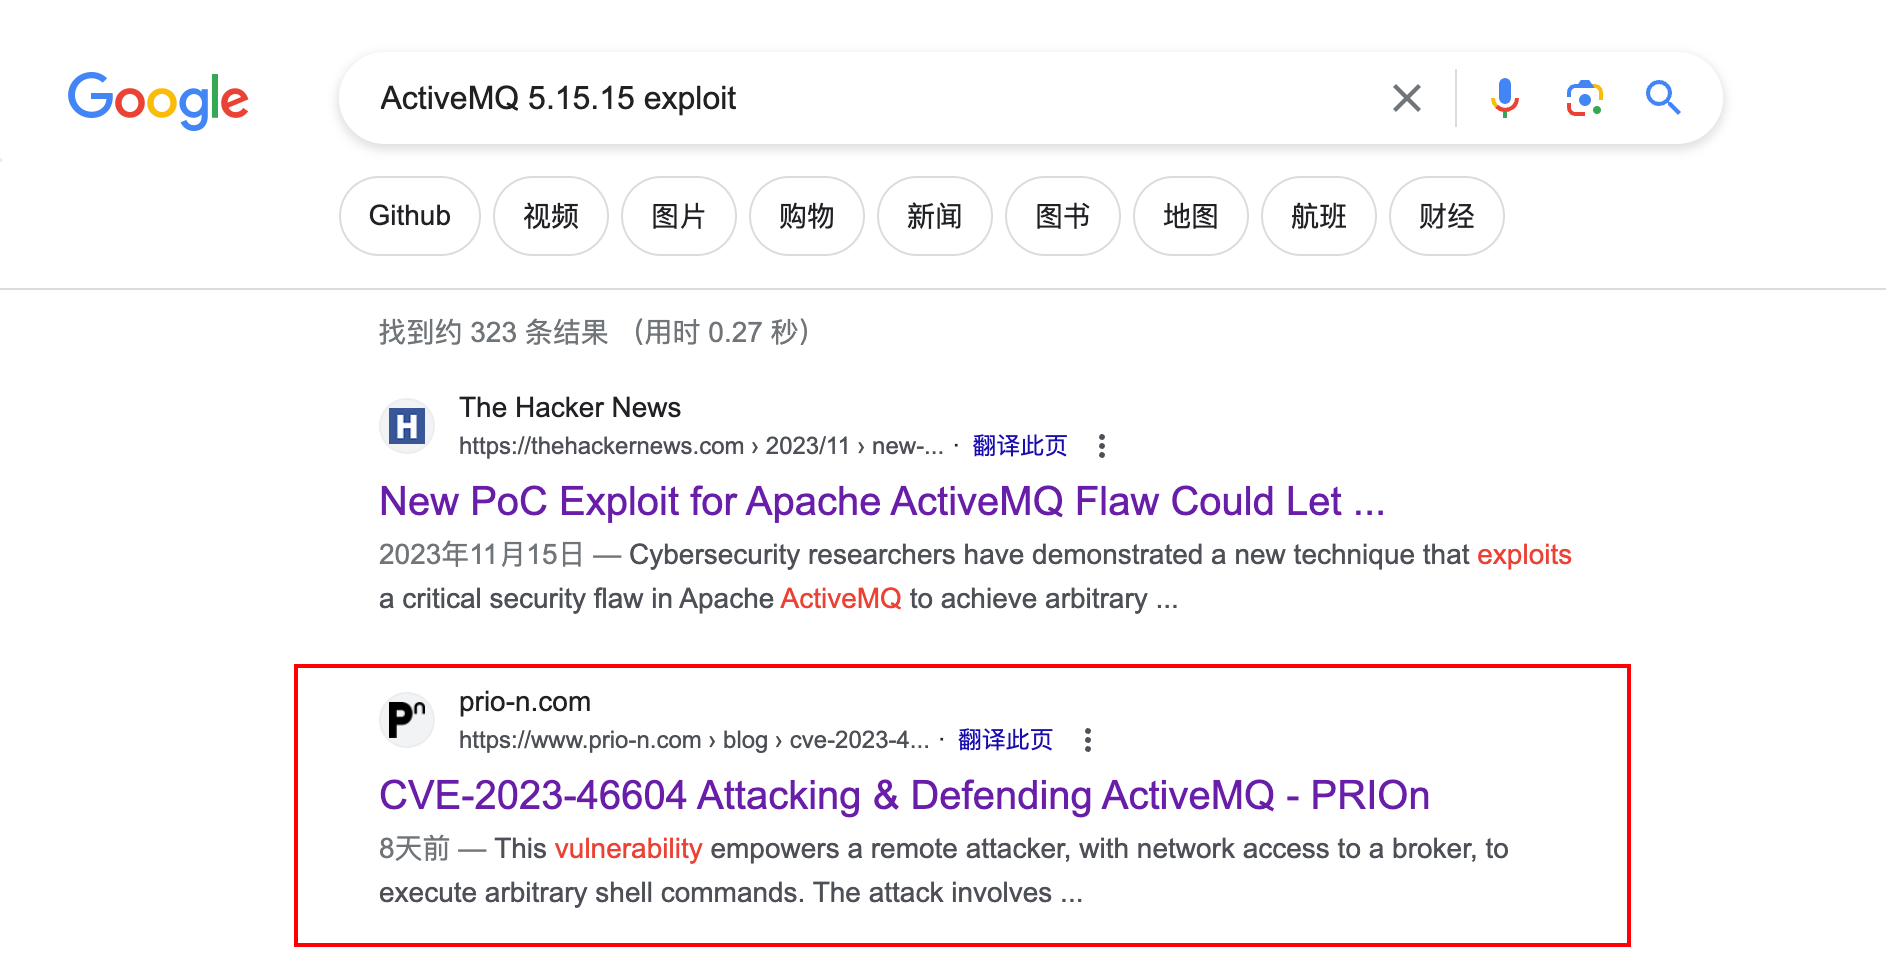 Google
ActiveMQ 5.15.15 exploit
Github 视频 图片 购物 新闻 图书 地图 航班 财经
找到约 323 条结果 （用时 0.27 秒）
H
The Hacker News
https://thehackernews.com › 2023/11 › new-... · 翻译此页
New PoC Exploit for Apache ActiveMQ Flaw Could Let ...
2023年11月15日 — Cybersecurity researchers have demonstrated a new technique that exploits
a critical security flaw in Apache ActiveMQ to achieve arbitrary ...
Pn
prio-n.com
https://www.prio-n.com › blog › cve-2023-4... · 翻译此页
CVE-2023-46604 Attacking & Defending ActiveMQ - PRIOn
8天前 — This vulnerability empowers a remote attacker, with network access to a broker, to
execute arbitrary shell commands. The attack involves ...